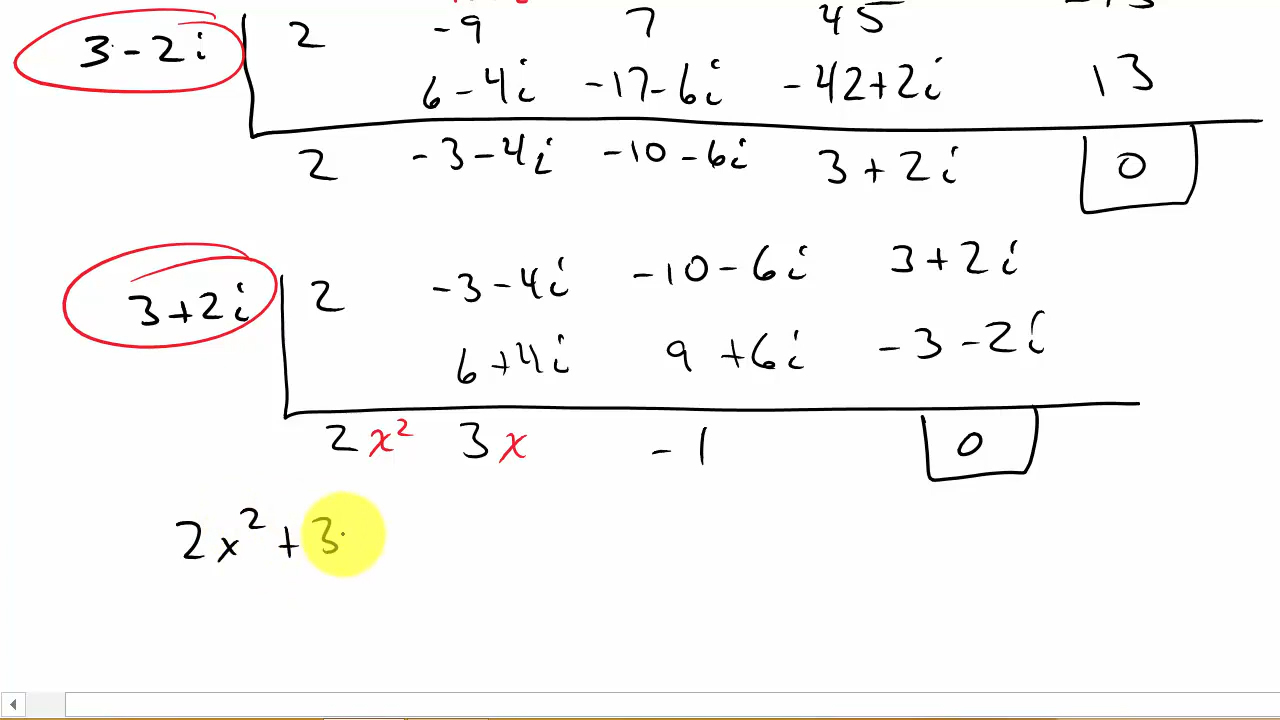 3-2i 2 -9 7 45
6-4i -17-6i -42+2i 13
2 -3-4i -10-6i 3+2i 0
3+2i 2 -3-4i -10-6i 3+2i
6+4i 9 +6i -3-2i
2x² 3x -1 0
2x²+3